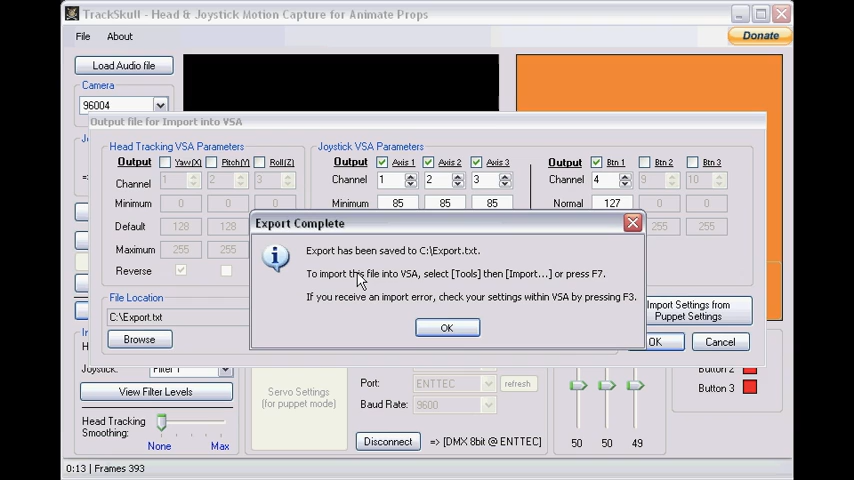 TrackSkull - Head & Joystick Motion Capture for Animate Props
File About
Donate
Load Audio file
Camera
96004
Output file for Import into VSA
Head Tracking VSA Parameters
Joystick VSA Parameters
Output Yaw(X) Pitch(Y) Roll(Z)
Output Axis 1 Axis 2 Axis 3
Output Btn 1 Btn 2 Btn 3
Channel 1 2 3
Channel 1 2 3
Channel 4 9 10
Minimum 0 0 0
Minimum 85 85 85
Normal 127
Default 128 128 128
Maximum 255 255 255
Reverse
Export Complete
Export has been saved to C:\Export.txt.
To import this file into VSA, select [Tools] then [Import...] or press F7.
If you receive an import error, check your settings within VSA by pressing F3.
OK
File Location
C:\Export.txt
Browse
Import Settings from
Puppet Settings
OK
Cancel
Joystick: Filter 1
View Filter Levels
Head Tracking
Smoothing:
None Max
Servo Settings
(for puppet mode)
Port: ENTTEC refresh
Baud Rate: 9600
Disconnect => [DMX 8bit @ ENTTEC]
50 50 49
Button 2
Button 3
0:13 | Frames 393